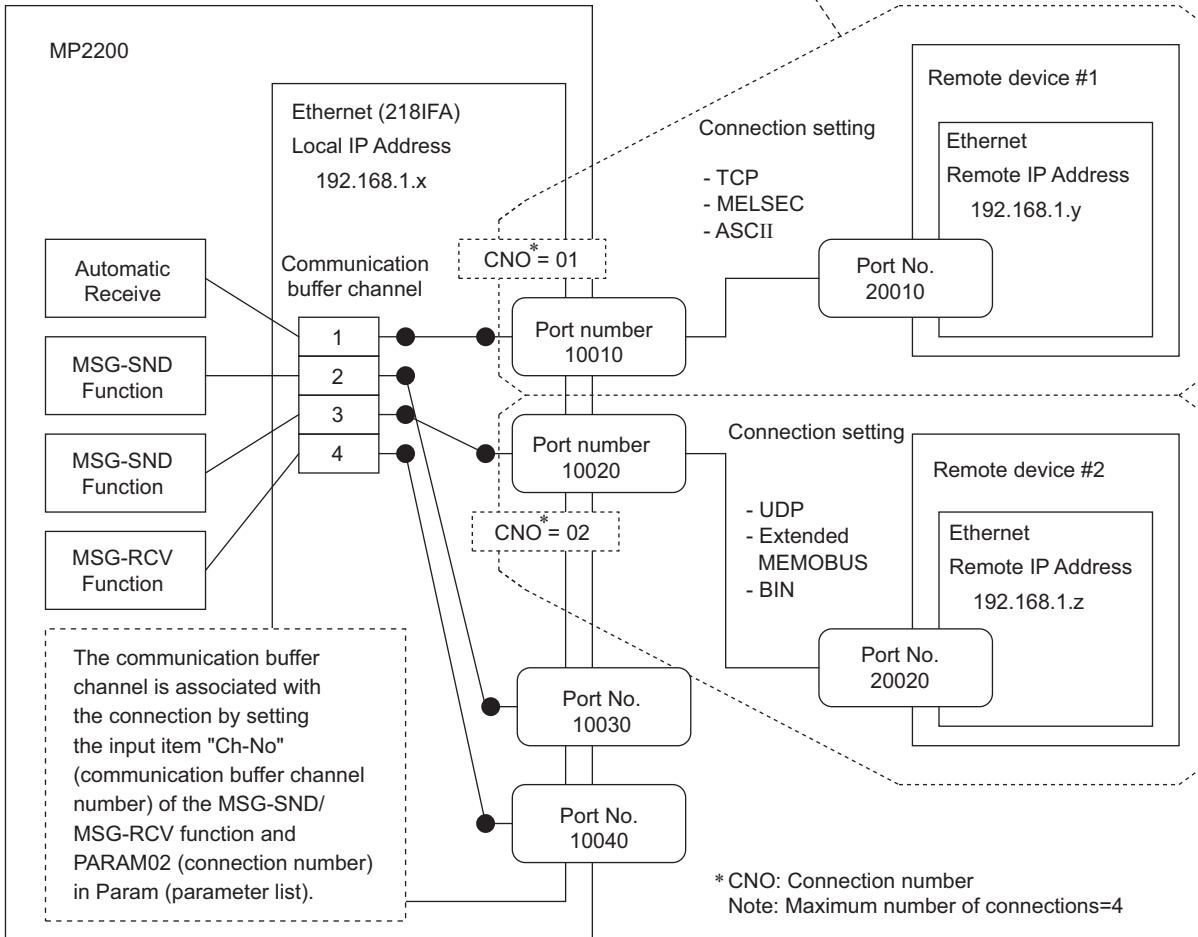 MP2200
Ethernet (218IFA)
Local IP Address
192.168.1.x
Automatic
Receive
MSG-SND
Function
MSG-SND
Function
MSG-RCV
Function
Communication
buffer channel
1
2
3
4
CNO* = 01
Port number
10010
Port number
10020
CNO* = 02
Port No.
10030
Port No.
10040
The communication buffer
channel is associated with
the connection by setting
the input item "Ch-No"
(communication buffer channel
number) of the MSG-SND/
MSG-RCV function and
PARAM02 (connection number)
in Param (parameter list).
Connection setting
- TCP
- MELSEC
- ASCII
Remote device #1
Ethernet
Remote IP Address
192.168.1.y
Port No.
20010
Connection setting
- UDP
- Extended
MEMOBUS
- BIN
Remote device #2
Ethernet
Remote IP Address
192.168.1.z
Port No.
20020
* CNO: Connection number
Note: Maximum number of connections=4